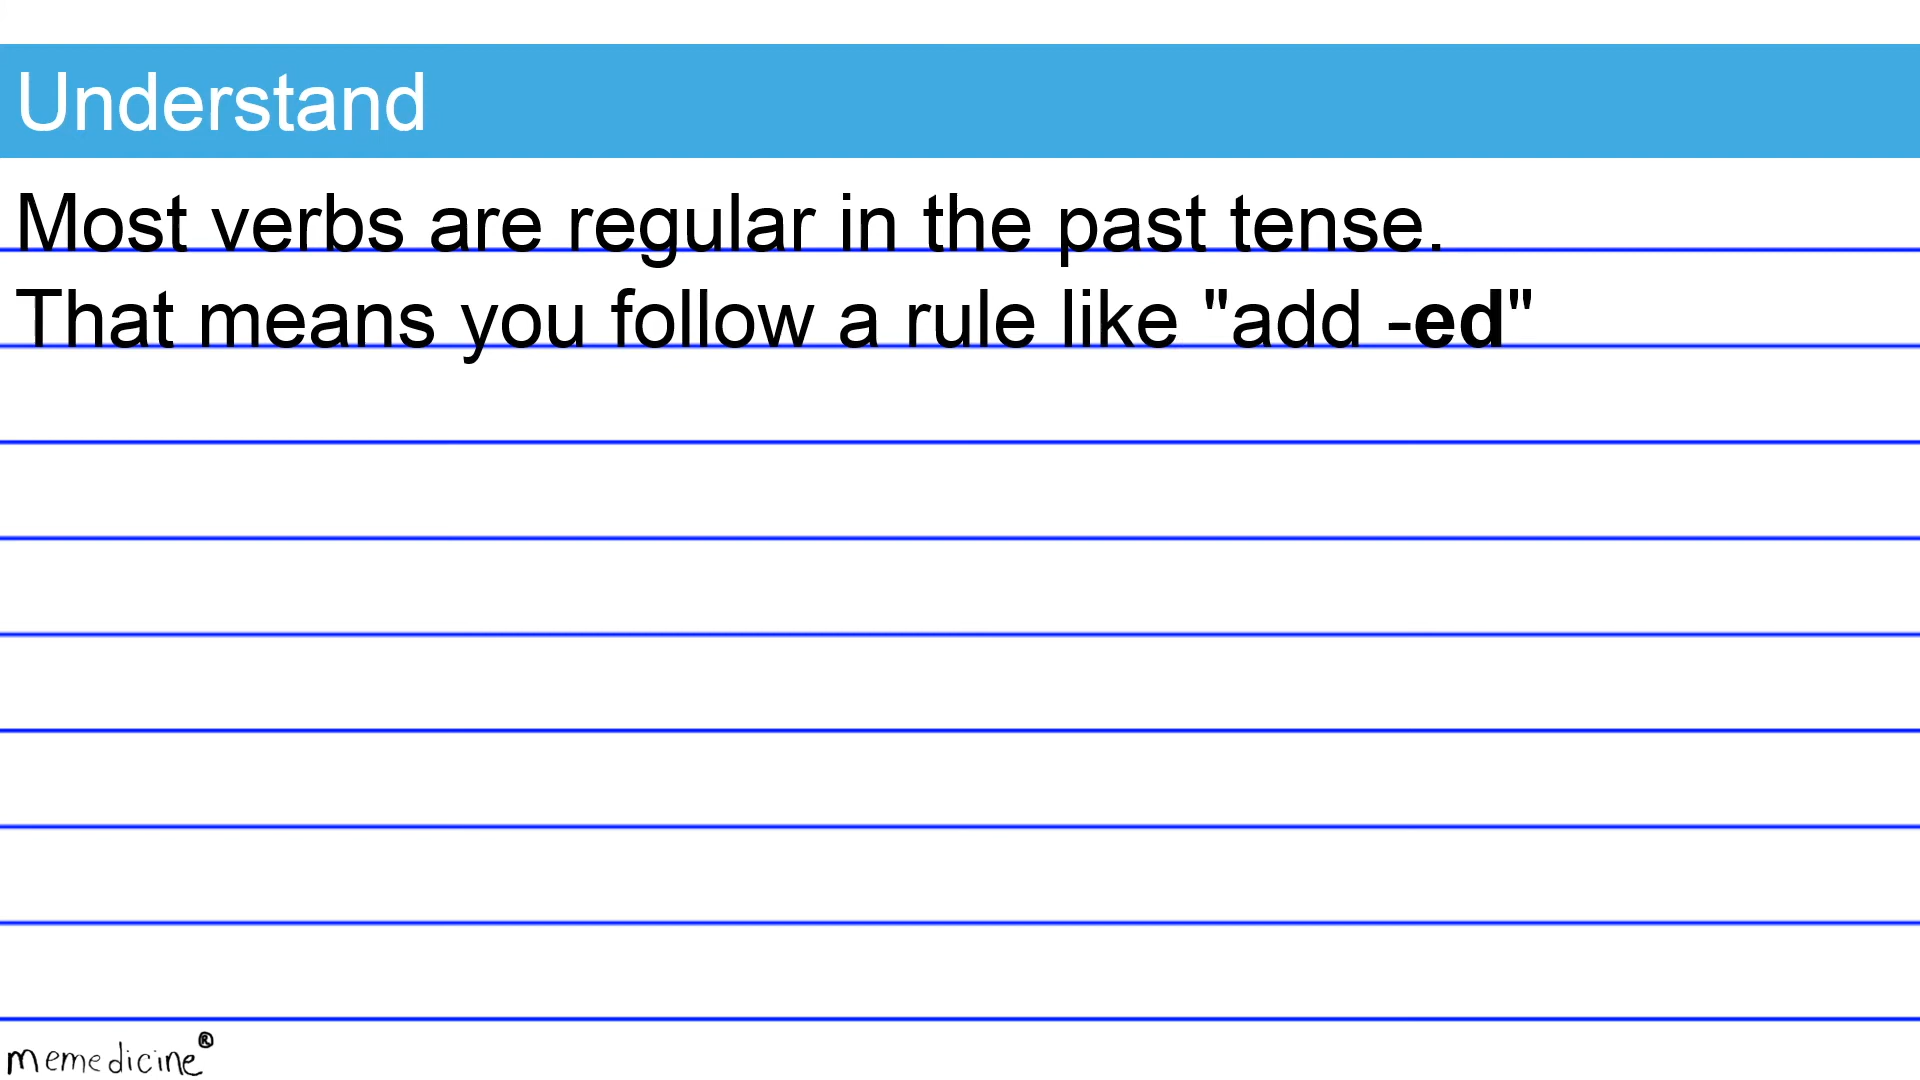 Understand
Most verbs are regular in the past tense.
That means you follow a rule like "add -ed"
memedicine®